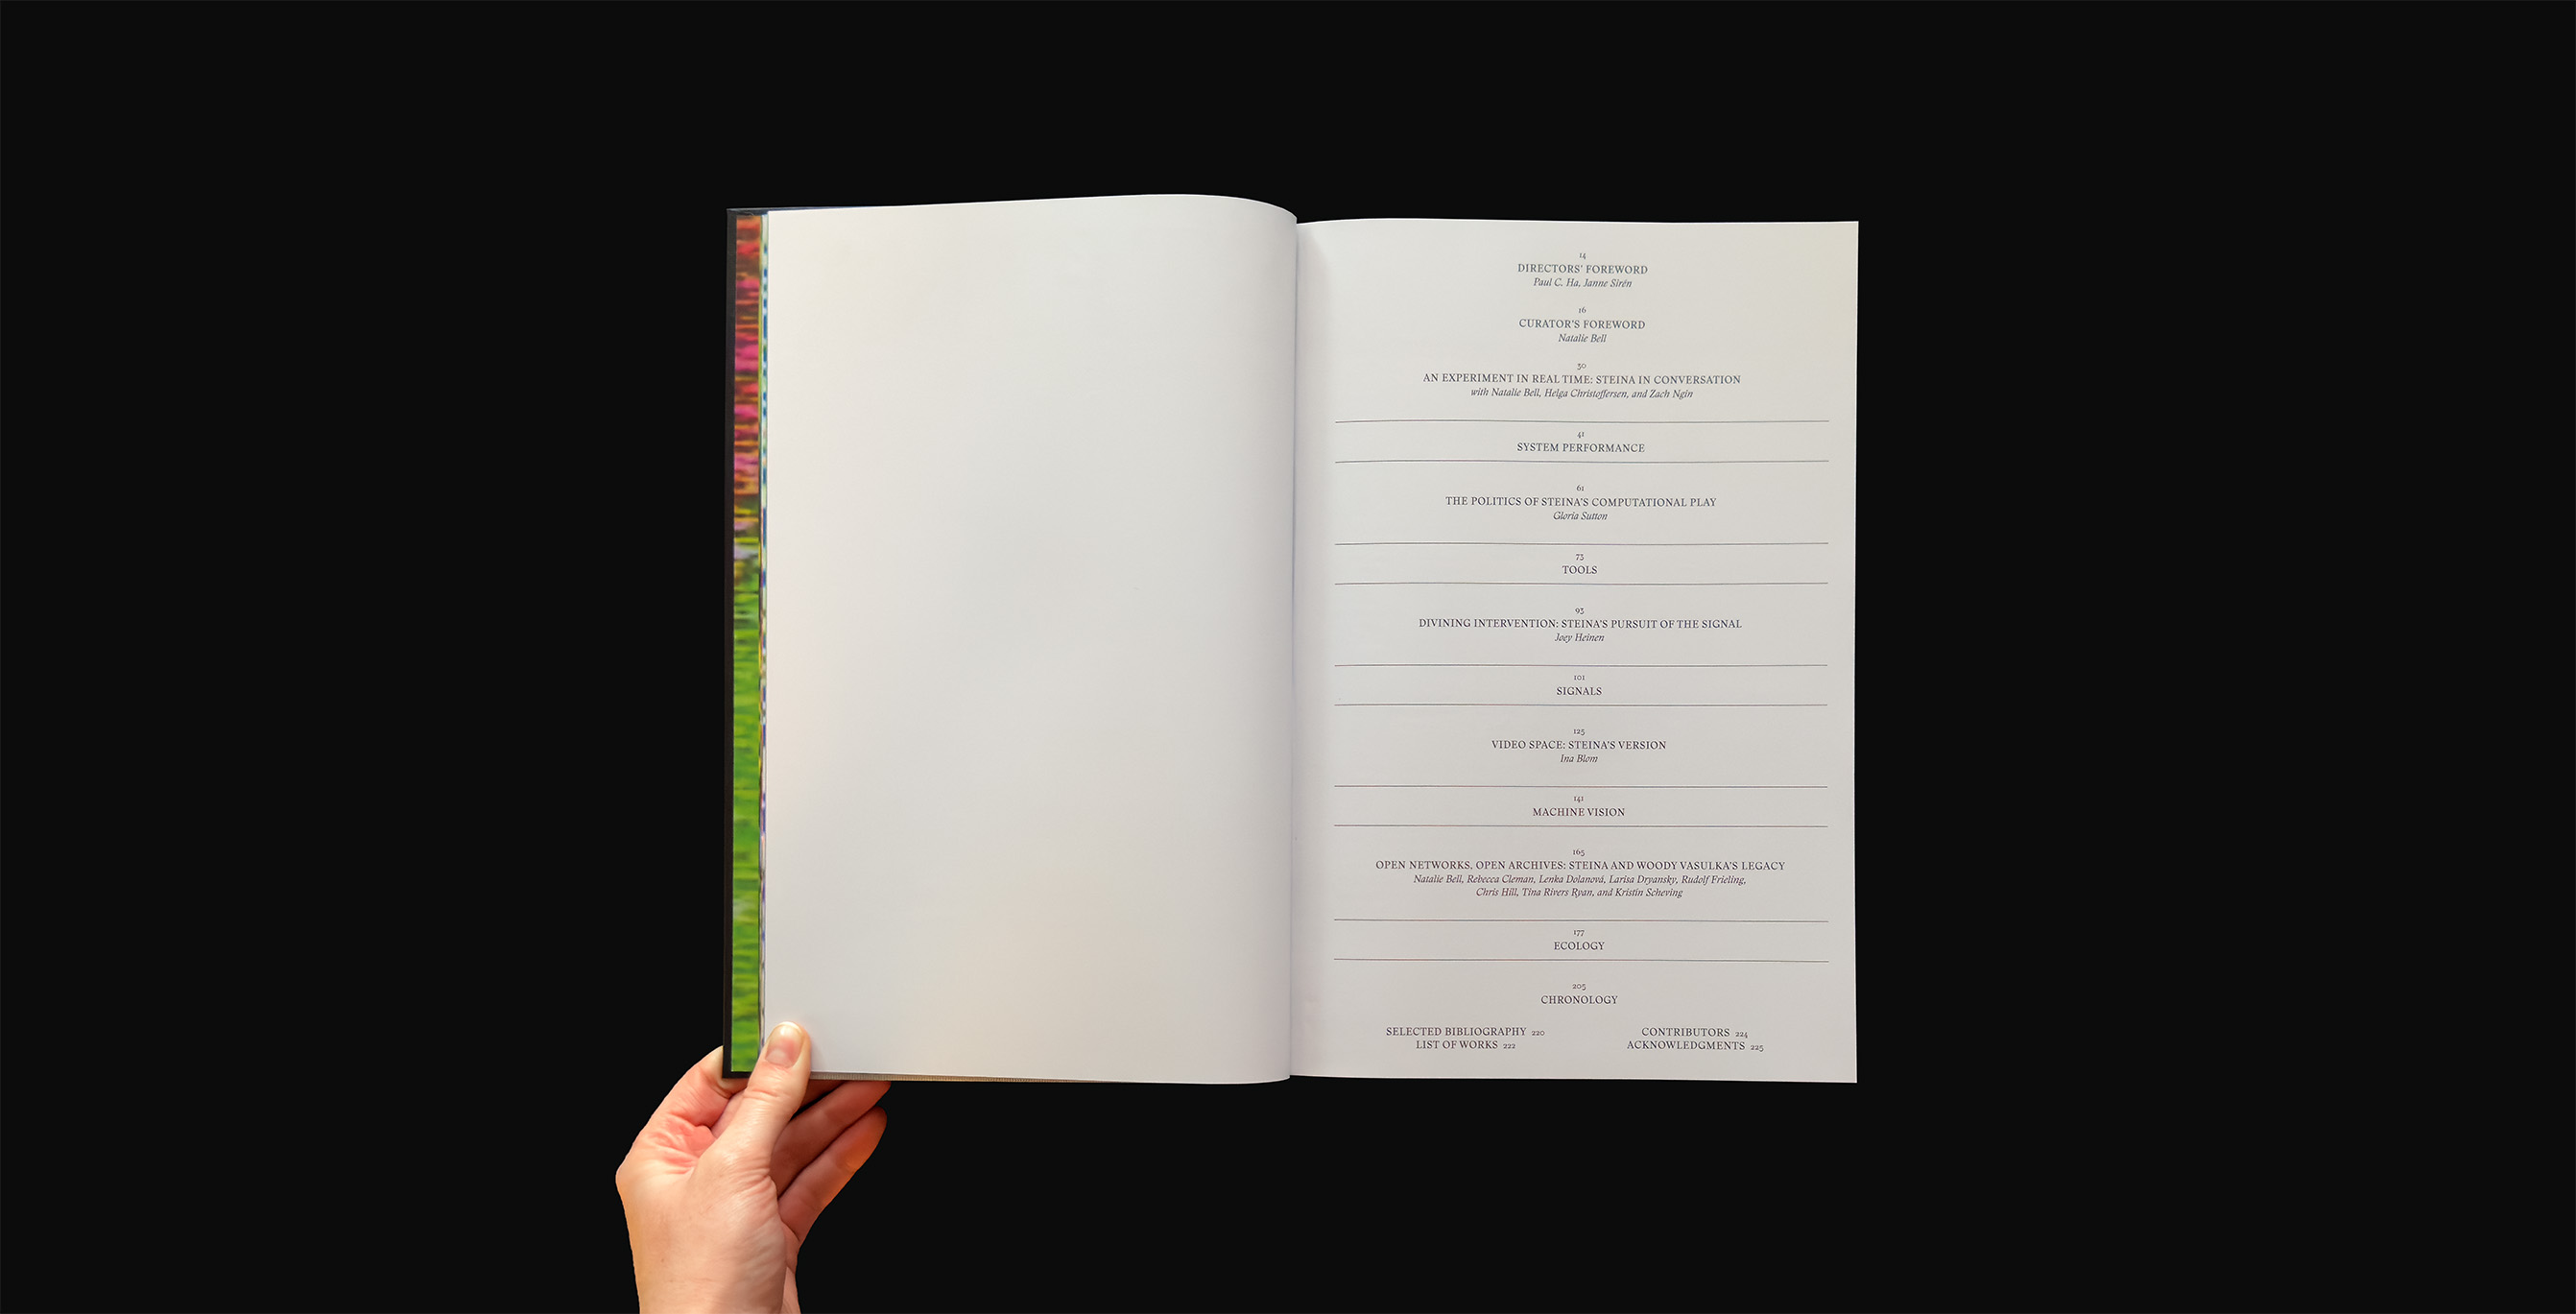 14
DIRECTORS' FOREWORD
Paul C. Ha, Janne Sirén
16
CURATOR'S FOREWORD
Natalie Bell
30
AN EXPERIMENT IN REAL TIME: STEINA IN CONVERSATION
with Natalie Bell, Helga Christoffersen, and Zach Ngin
41
SYSTEM PERFORMANCE
61
THE POLITICS OF STEINA'S COMPUTATIONAL PLAY
Gloria Sutton
73
TOOLS
93
DIVINING INTERVENTION: STEINA'S PURSUIT OF THE SIGNAL
Joey Heinen
101
SIGNALS
125
VIDEO SPACE: STEINA'S VERSION
Ina Blom
141
MACHINE VISION
165
OPEN NETWORKS, OPEN ARCHIVES: STEINA AND WOODY VASULKA'S LEGACY
Natalie Bell, Rebecca Cleman, Lenka Dolanová, Larisa Dryansky, Rudolf Frieling,
Chris Hill, Tina Rivers Ryan, and Kristín Scheving
177
ECOLOGY
205
CHRONOLOGY
SELECTED BIBLIOGRAPHY 220
LIST OF WORKS 222
CONTRIBUTORS 224
ACKNOWLEDGMENTS 225